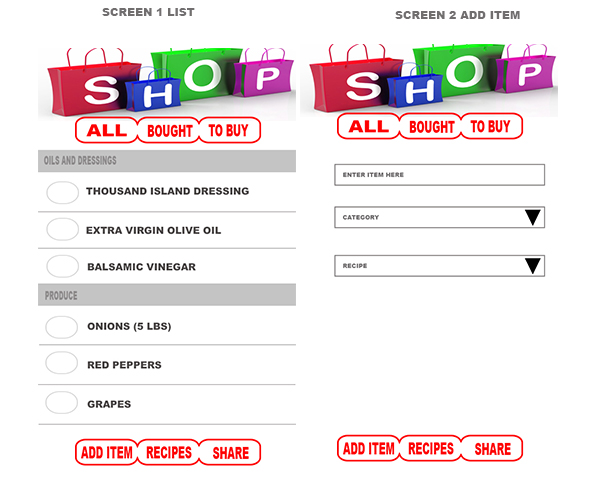 SCREEN 1 LIST
SHOP
ALL BOUGHT TO BUY
OILS AND DRESSINGS
THOUSAND ISLAND DRESSING
EXTRA VIRGIN OLIVE OIL
BALSAMIC VINEGAR
PRODUCE
ONIONS (5 LBS)
RED PEPPERS
GRAPES
ADD ITEM RECIPES SHARE
SCREEN 2 ADD ITEM
SHOP
ALL BOUGHT TO BUY
ENTER ITEM HERE
CATEGORY
RECIPE
ADD ITEM RECIPES SHARE